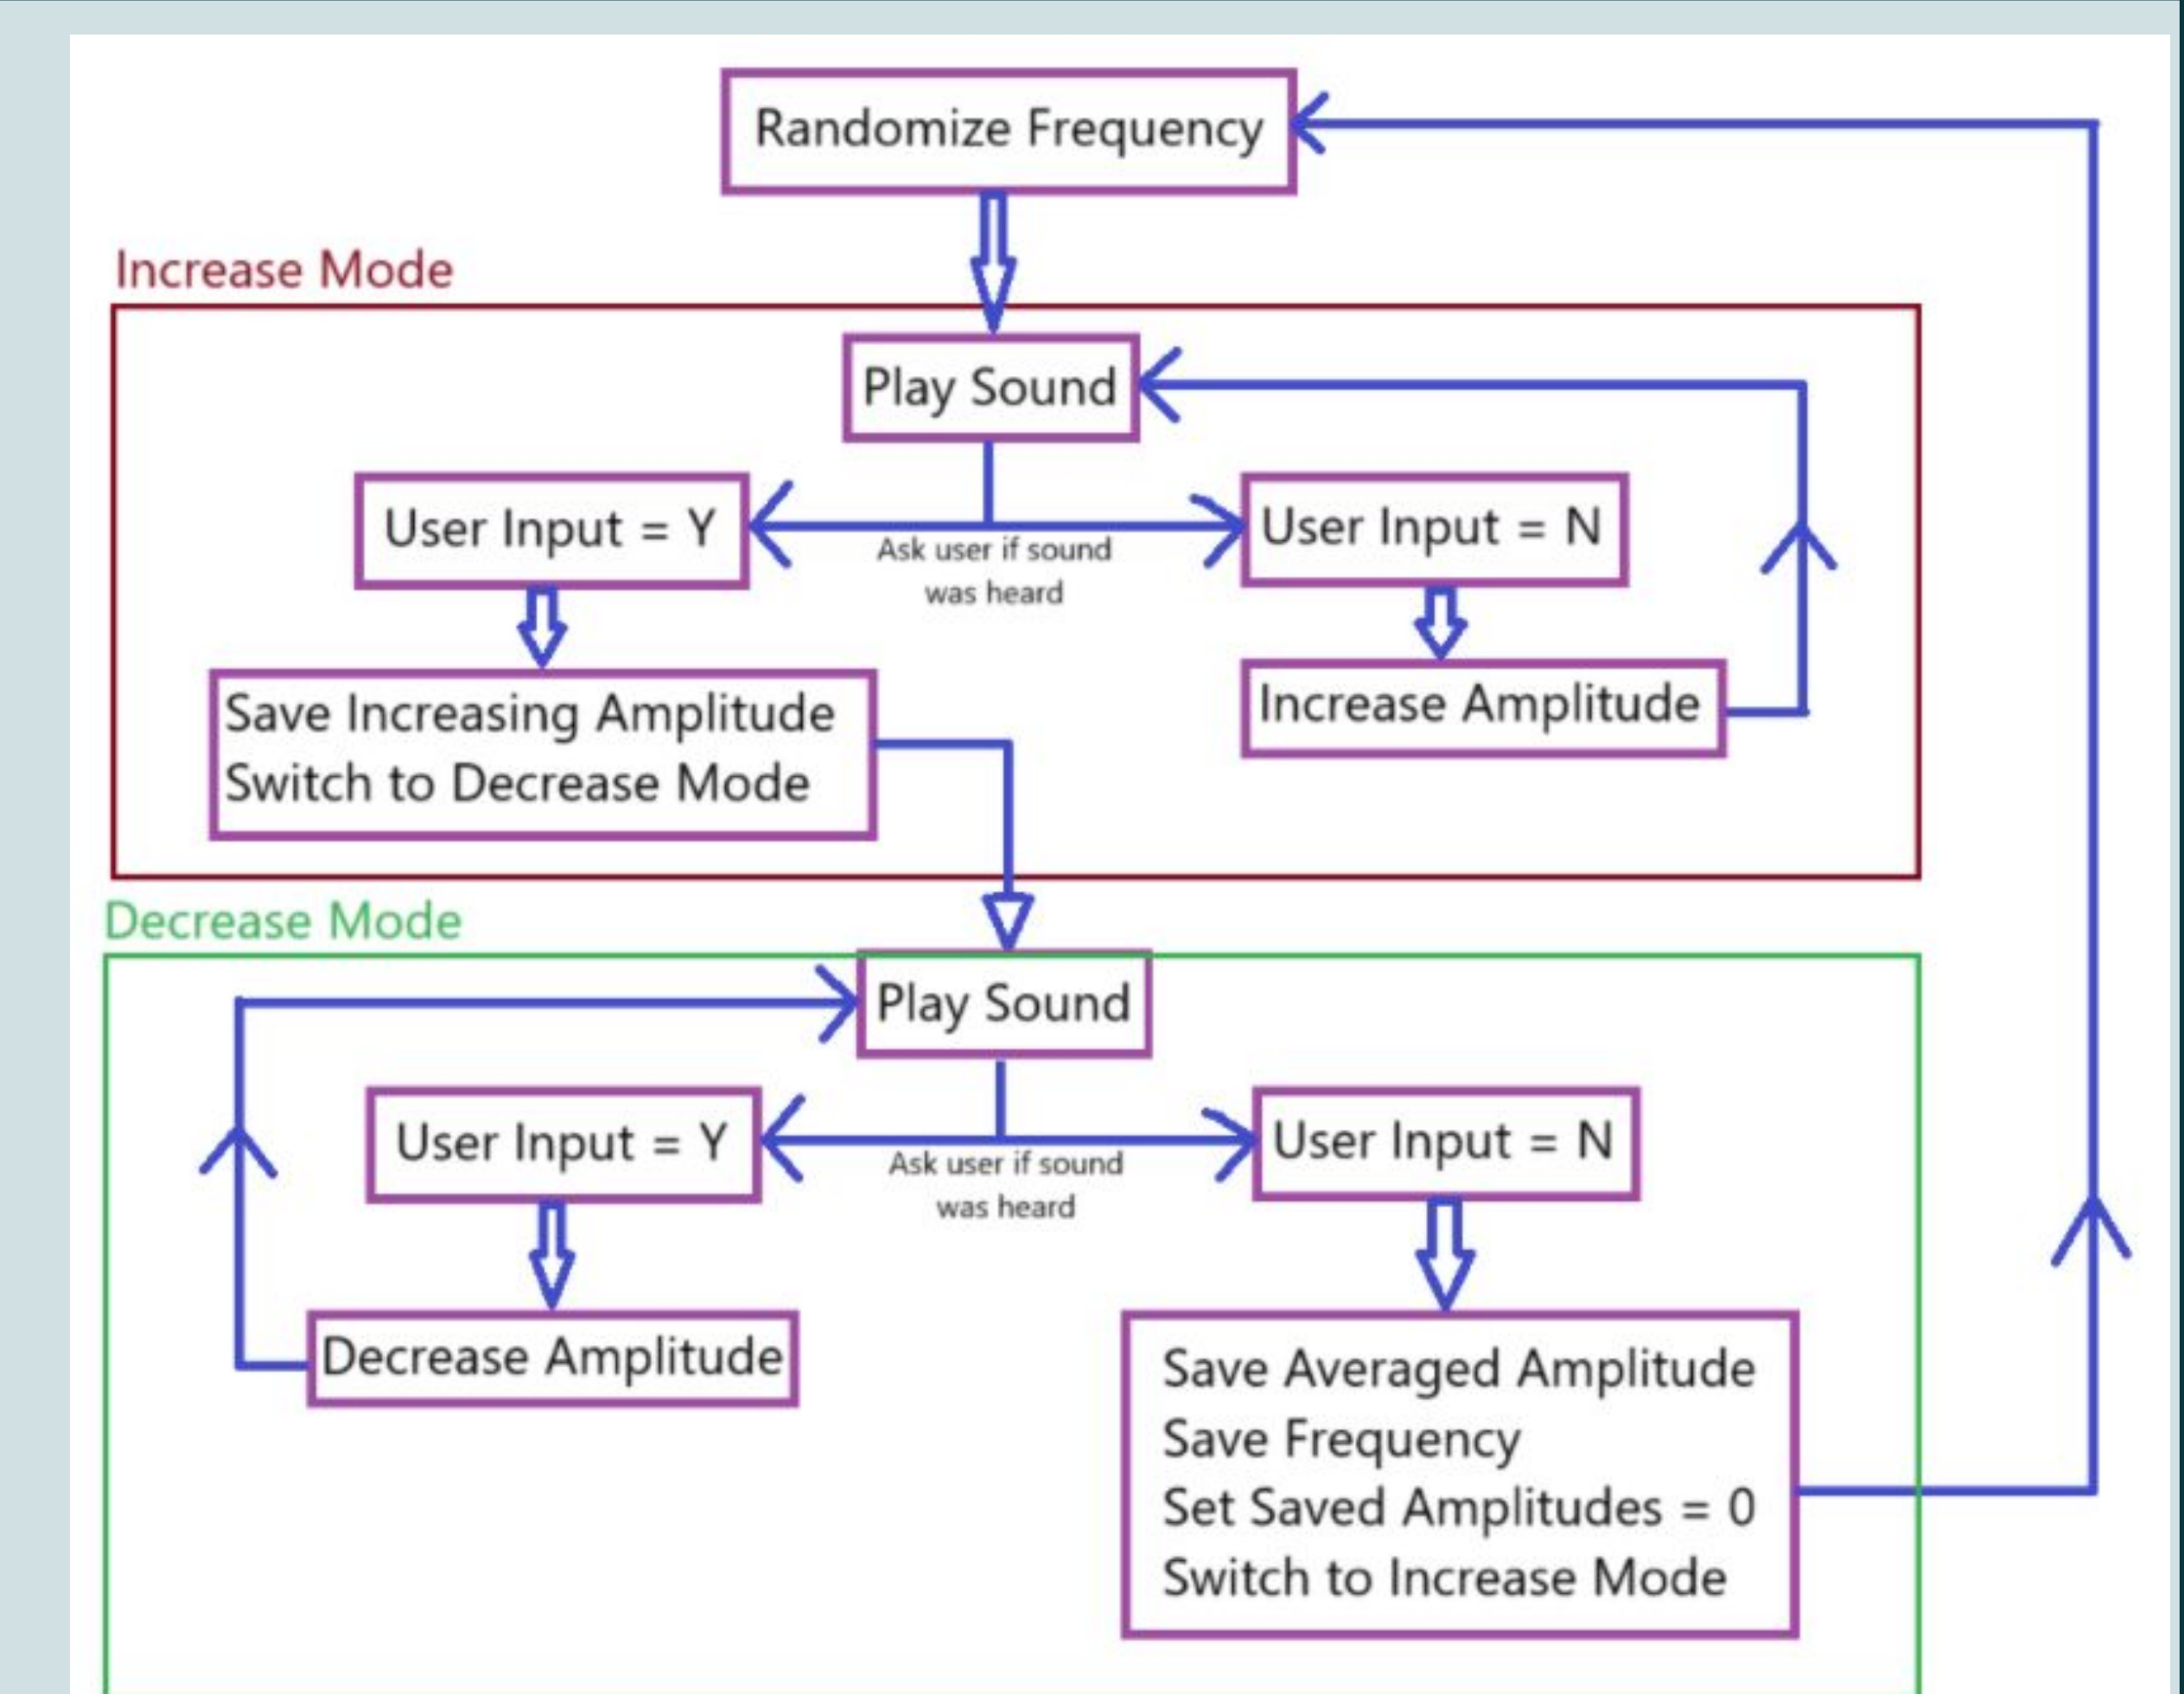 Randomize Frequency
Increase Mode
Play Sound
User Input = Y
User Input = N
Ask user if sound
was heard
Save Increasing Amplitude
Switch to Decrease Mode
Increase Amplitude
Decrease Mode
Play Sound
User Input = Y
User Input = N
Ask user if sound
was heard
Decrease Amplitude
Save Averaged Amplitude
Save Frequency
Set Saved Amplitudes = 0
Switch to Increase Mode